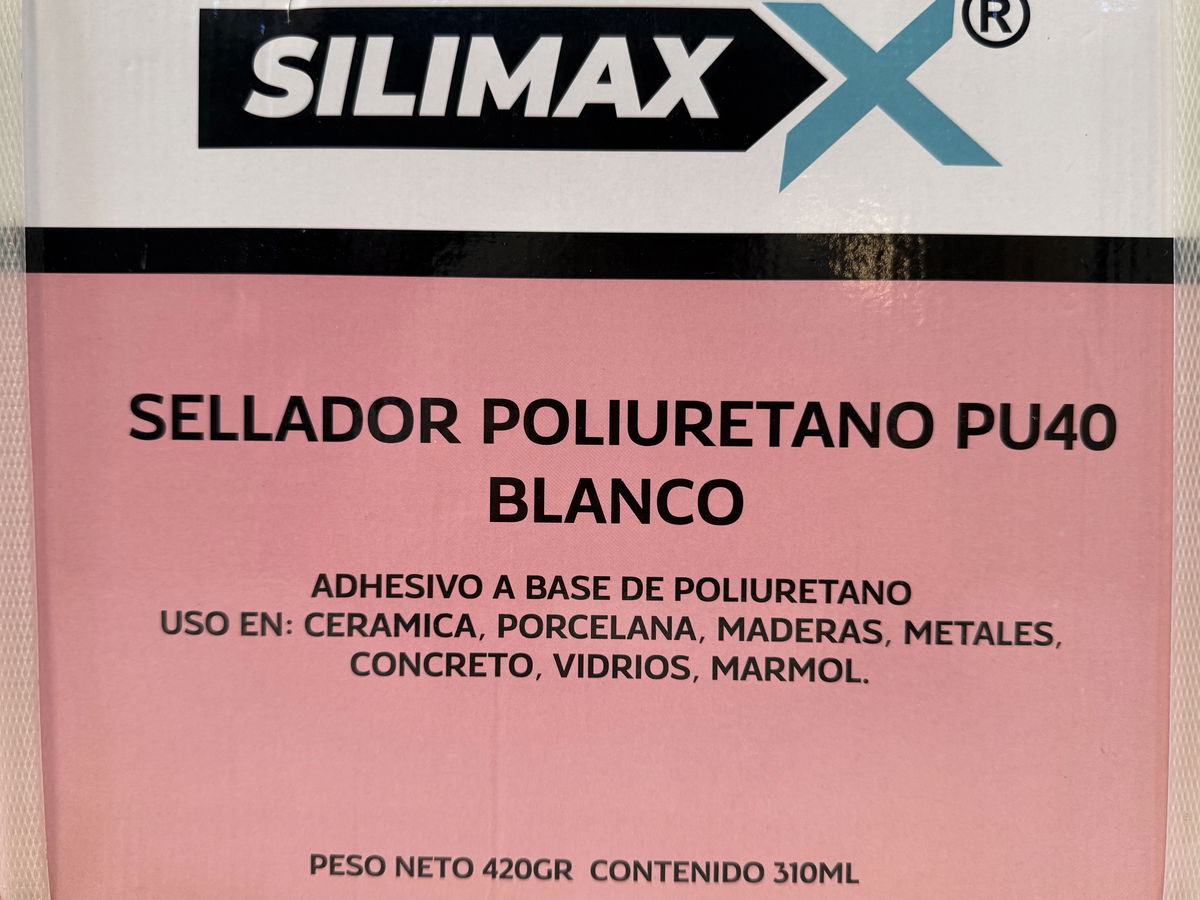 SILIMAX X ®
SELLADOR POLIURETANO PU40
BLANCO
ADHESIVO A BASE DE POLIURETANO
USO EN: CERAMICA, PORCELANA, MADERAS, METALES,
CONCRETO, VIDRIOS, MARMOL.
PESO NETO 420GR CONTENIDO 310ML